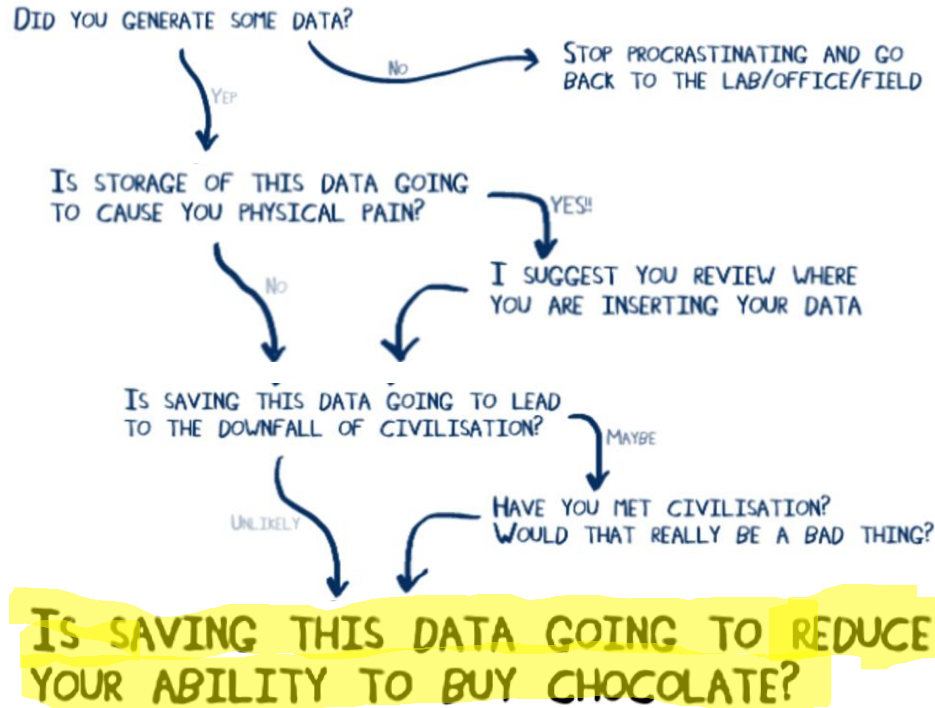 DID YOU GENERATE SOME DATA?
NO
STOP PROCRASTINATING AND GO
BACK TO THE LAB/OFFICE/FIELD
YEP
IS STORAGE OF THIS DATA GOING
TO CAUSE YOU PHYSICAL PAIN?
YES!!
NO
I SUGGEST YOU REVIEW WHERE
YOU ARE INSERTING YOUR DATA
IS SAVING THIS DATA GOING TO LEAD
TO THE DOWNFALL OF CIVILISATION?
MAYBE
UNLIKELY
HAVE YOU MET CIVILISATION?
WOULD THAT REALLY BE A BAD THING?
IS SAVING THIS DATA GOING TO REDUCE
YOUR ABILITY TO BUY CHOCOLATE?